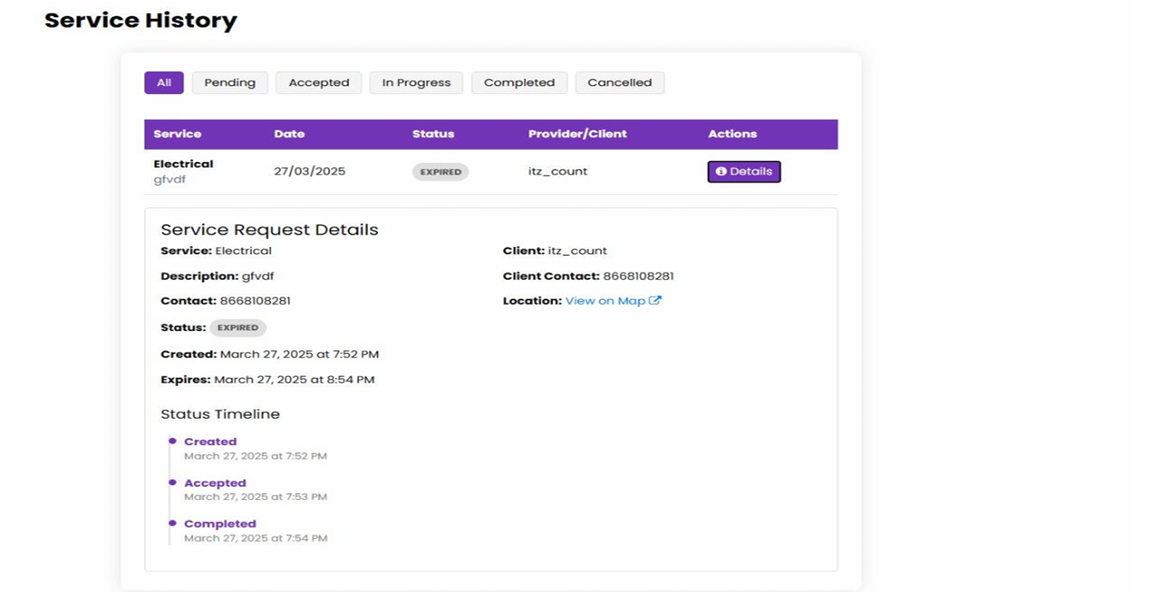 Service History
All Pending Accepted In Progress Completed Cancelled
Service Date Status Provider/Client Actions
Electrical
gfvdf
27/03/2025 EXPIRED itz_count Details
Service Request Details
Service: Electrical Client: itz_count
Description: gfvdf Client Contact: 8668108281
Contact: 8668108281 Location: View on Map
Status: EXPIRED
Created: March 27, 2025 at 7:52 PM
Expires: March 27, 2025 at 8:54 PM
Status Timeline
Created
March 27, 2025 at 7:52 PM
Accepted
March 27, 2025 at 7:53 PM
Completed
March 27, 2025 at 7:54 PM